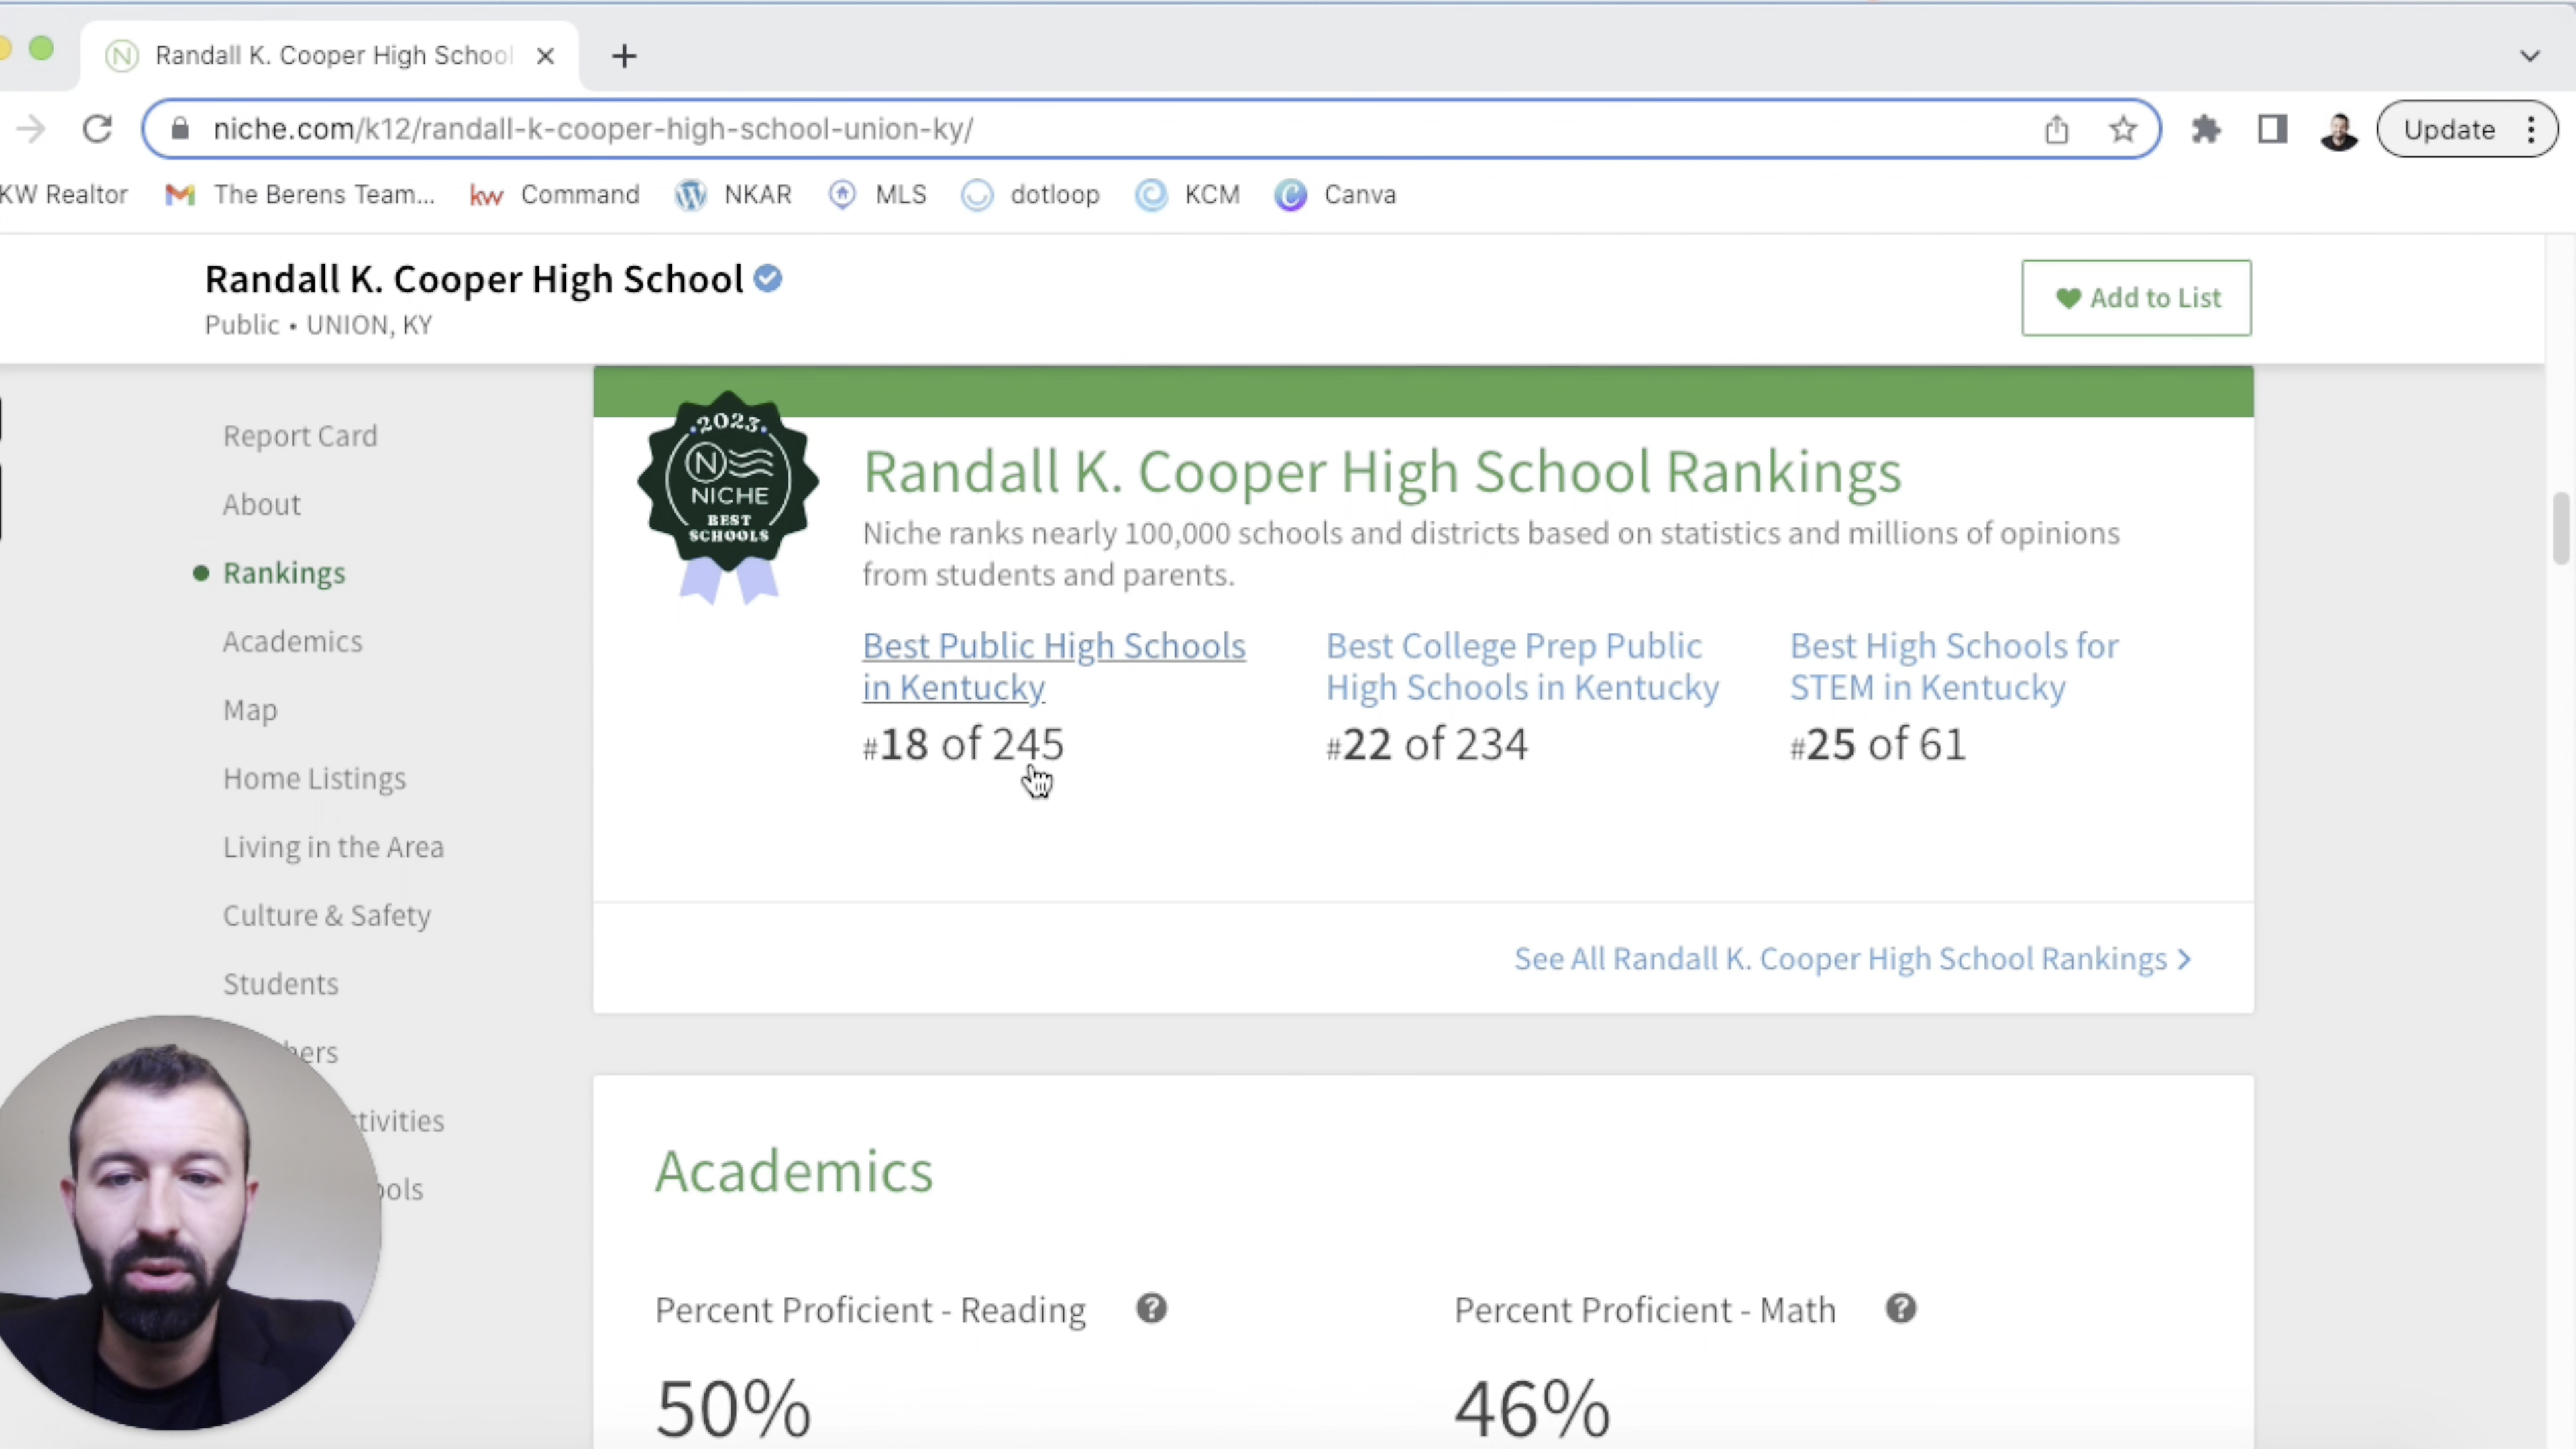 Randall K. Cooper High School
niche.com/k12/randall-k-cooper-high-school-union-ky/
Update
KW Realtor
The Berens Team...
kw Command
NKAR
MLS
dotloop
KCM
Canva
Randall K. Cooper High School
Public • UNION, KY
Add to List
Report Card
About
Rankings
Academics
Map
Home Listings
Living in the Area
Culture & Safety
Students
2023
NICHE
BEST
SCHOOLS
Randall K. Cooper High School Rankings
Niche ranks nearly 100,000 schools and districts based on statistics and millions of opinions
from students and parents.
Best Public High Schools
in Kentucky
#18 of 245
Best College Prep Public
High Schools in Kentucky
#22 of 234
Best High Schools for
STEM in Kentucky
#25 of 61
See All Randall K. Cooper High School Rankings >
Academics
Percent Proficient - Reading
50%
Percent Proficient - Math
46%